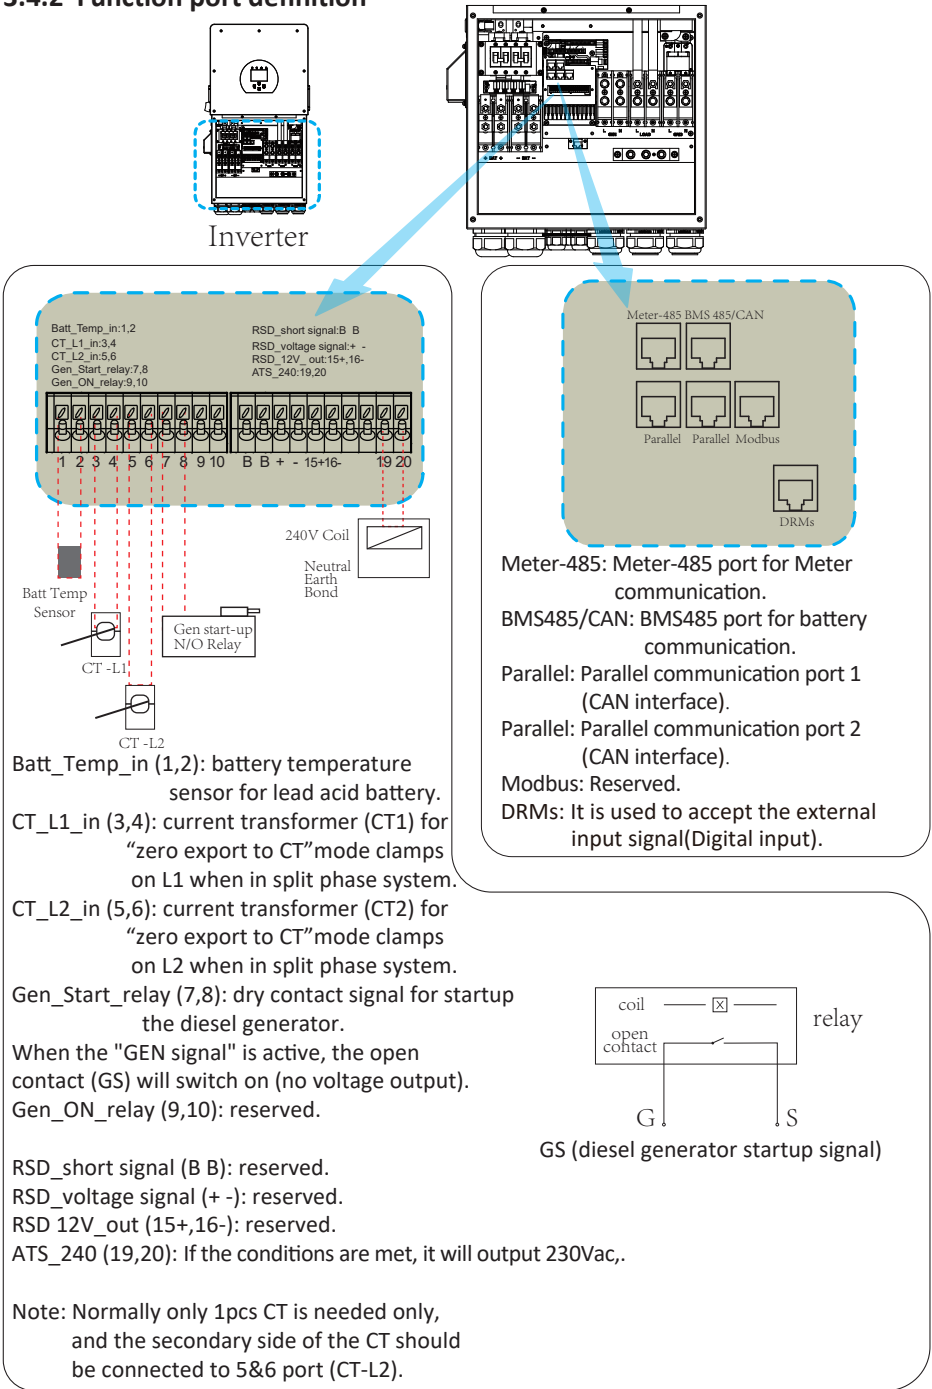 3.4.2 Function port definition
Inverter
Batt_Temp_in:1,2
CT_L1_in:3,4
CT_L2_in:5,6
Gen_Start_relay:7,8
Gen_ON_relay:9,10
RSD_short signal:B B
RSD_voltage signal:+ -
RSD_12V_ out:15+,16-
ATS_240:19,20
1 2 3 4 5 6 7 8 9 10 B B + - 15+16- 19 20
Batt Temp
Sensor
CT -L1
CT -L2
Gen start-up
N/O Relay
240V Coil
Neutral
Earth
Bond
Meter-485 BMS 485/CAN
Parallel Parallel Modbus
DRMs
Meter-485: Meter-485 port for Meter
communication.
BMS485/CAN: BMS485 port for battery
communication.
Parallel: Parallel communication port 1
(CAN interface).
Parallel: Parallel communication port 2
(CAN interface).
Modbus: Reserved.
DRMs: It is used to accept the external
input signal(Digital input).
Batt_Temp_in (1,2): battery temperature
sensor for lead acid battery.
CT_L1_in (3,4): current transformer (CT1) for
“zero export to CT”mode clamps
on L1 when in split phase system.
CT_L2_in (5,6): current transformer (CT2) for
“zero export to CT”mode clamps
on L2 when in split phase system.
Gen_Start_relay (7,8): dry contact signal for startup
the diesel generator.
When the "GEN signal" is active, the open
contact (GS) will switch on (no voltage output).
Gen_ON_relay (9,10): reserved.
coil
open
contact
relay
G S
GS (diesel generator startup signal)
RSD_short signal (B B): reserved.
RSD_voltage signal (+ -): reserved.
RSD 12V_out (15+,16-): reserved.
ATS_240 (19,20): If the conditions are met, it will output 230Vac,.
Note: Normally only 1pcs CT is needed only,
and the secondary side of the CT should
be connected to 5&6 port (CT-L2).